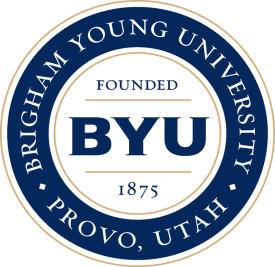 BRIGHAM YOUNG UNIVERSITY
FOUNDED
BYU
1875
• PROVO, UTAH •